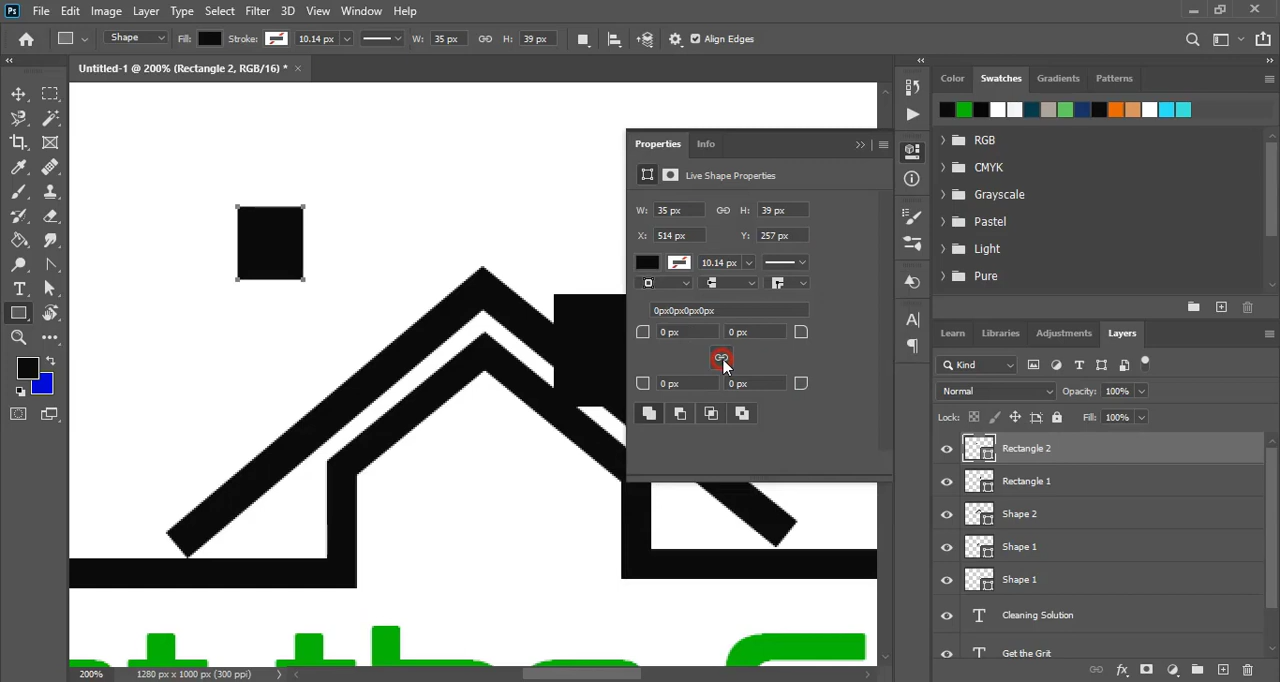 Ps File Edit Image Layer Type Select Filter 3D View Window Help
Shape Fill: Stroke: 10.14 px W: 35 px H: 39 px Align Edges
Untitled-1 @ 200% (Rectangle 2, RGB/16) * ×
Properties Info
Live Shape Properties
W: 35 px H: 39 px
X: 514 px Y: 257 px
10.14 px
0px0px0px0px
0 px 0 px
0 px 0 px
Color Swatches Gradients Patterns
RGB
CMYK
Grayscale
Pastel
Light
Pure
Learn Libraries Adjustments Layers
Kind
Normal Opacity: 100%
Lock: Fill: 100%
Rectangle 2
Rectangle 1
Shape 2
Shape 1
Shape 1
T Cleaning Solution
T Get the Grit
200% 1280 px x 1000 px (300 ppi)